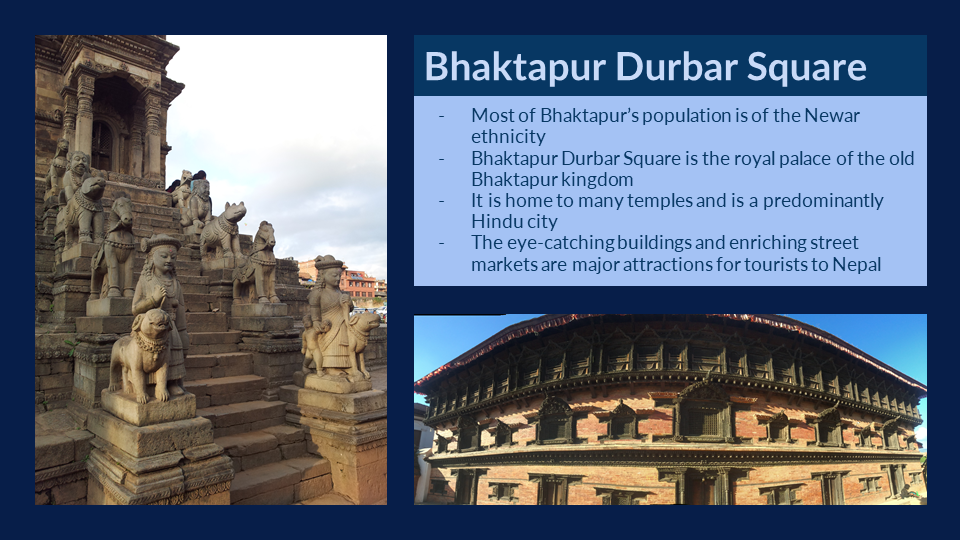 Bhaktapur Durbar Square
- Most of Bhaktapur’s population is of the Newar
ethnicity
- Bhaktapur Durbar Square is the royal palace of the old
Bhaktapur kingdom
- It is home to many temples and is a predominantly
Hindu city
- The eye-catching buildings and enriching street
markets are major attractions for tourists to Nepal